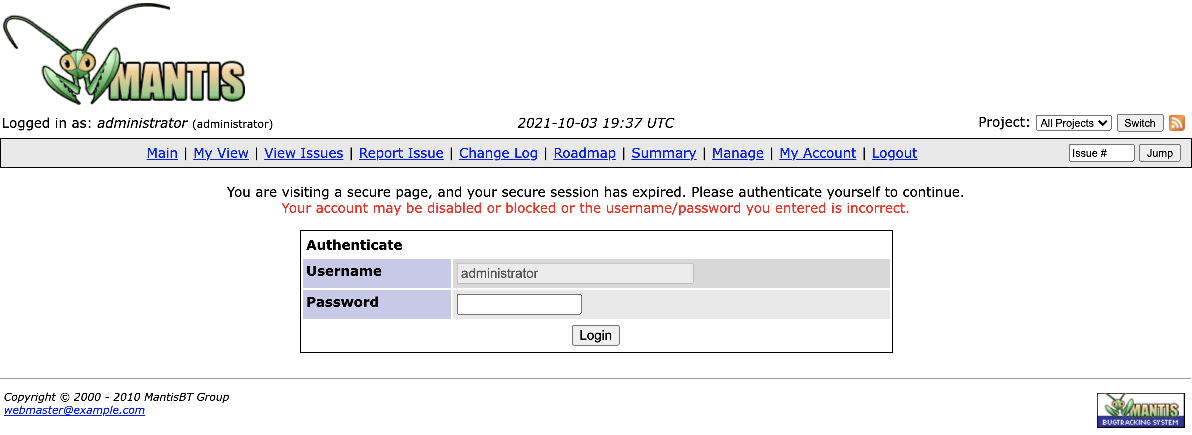 MANTIS
Logged in as: administrator (administrator) 2021-10-03 19:37 UTC Project: All Projects Switch
Main | My View | View Issues | Report Issue | Change Log | Roadmap | Summary | Manage | My Account | Logout Issue # Jump
You are visiting a secure page, and your secure session has expired. Please authenticate yourself to continue.
Your account may be disabled or blocked or the username/password you entered is incorrect.
Authenticate
Username administrator
Password
Login
Copyright © 2000 - 2010 MantisBT Group
webmaster@example.com
MANTIS
BUGTRACKING SYSTEM